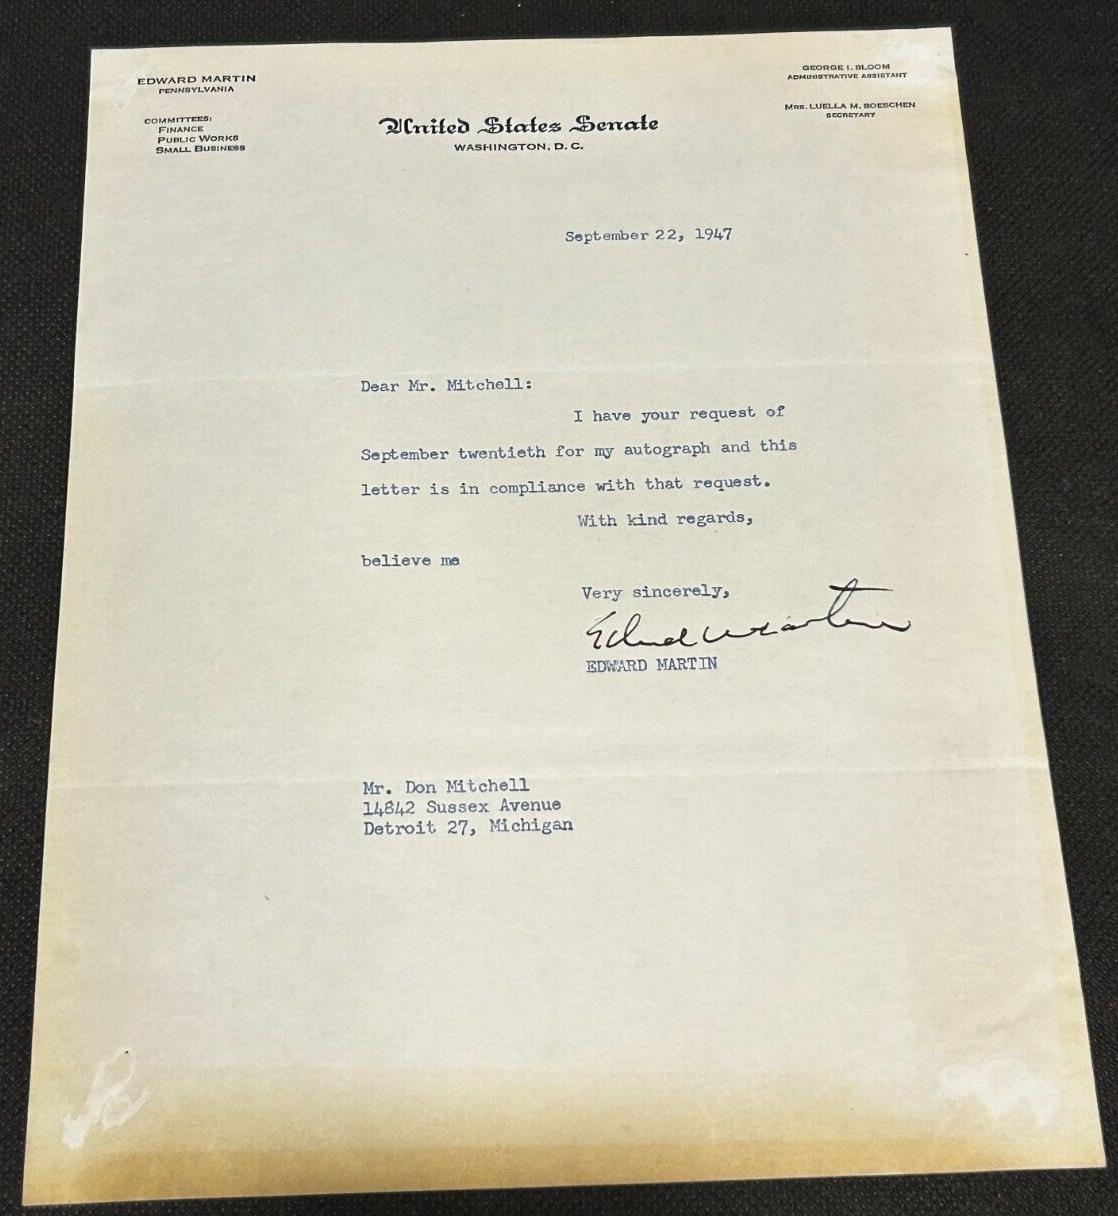 EDWARD MARTIN
PENNSYLVANIA
COMMITTEES:
FINANCE
PUBLIC WORKS
SMALL BUSINESS
GEORGE I. BLOOM
ADMINISTRATIVE ASSISTANT
MRS. LUELLA M. BOESCHEN
SECRETARY
United States Senate
WASHINGTON, D. C.
September 22, 1947
Dear Mr. Mitchell:
I have your request of
September twentieth for my autograph and this
letter is in compliance with that request.
With kind regards,
believe me
Very sincerely,
Edward Martin
EDWARD MARTIN
Mr. Don Mitchell
14842 Sussex Avenue
Detroit 27, Michigan